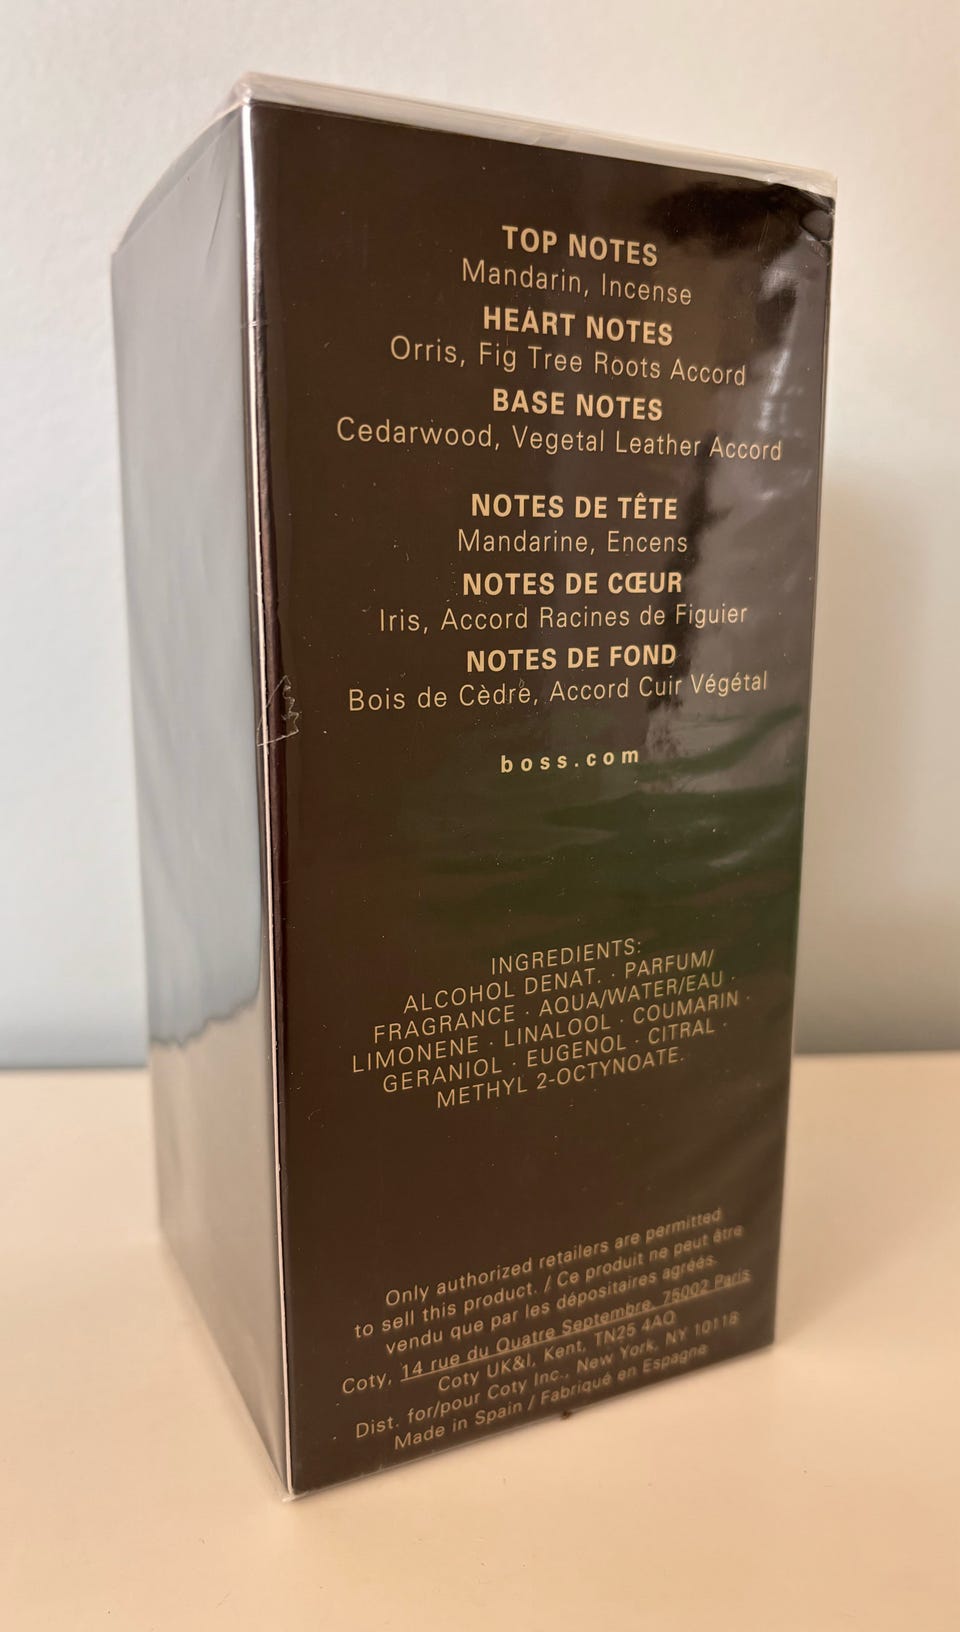 TOP NOTES
Mandarin, Incense
HEART NOTES
Orris, Fig Tree Roots Accord
BASE NOTES
Cedarwood, Vegetal Leather Accord
NOTES DE TÊTE
Mandarine, Encens
NOTES DE CŒUR
Iris, Accord Racines de Figuier
NOTES DE FOND
Bois de Cèdre, Accord Cuir Végétal
boss.com
INGREDIENTS:
ALCOHOL DENAT. · PARFUM/
FRAGRANCE · AQUA/WATER/EAU ·
LIMONENE · LINALOOL · COUMARIN ·
GERANIOL · EUGENOL · CITRAL ·
METHYL 2-OCTYNOATE.
Only authorized retailers are permitted
to sell this product. / Ce produit ne peut être
vendu que par les dépositaires agréés.
Coty, 14 rue du Quatre Septembre, 75002 Paris
Coty UK&I, Kent, TN25 4AQ
Dist. for/pour Coty Inc., New York, NY 10118
Made in Spain / Fabriqué en Espagne